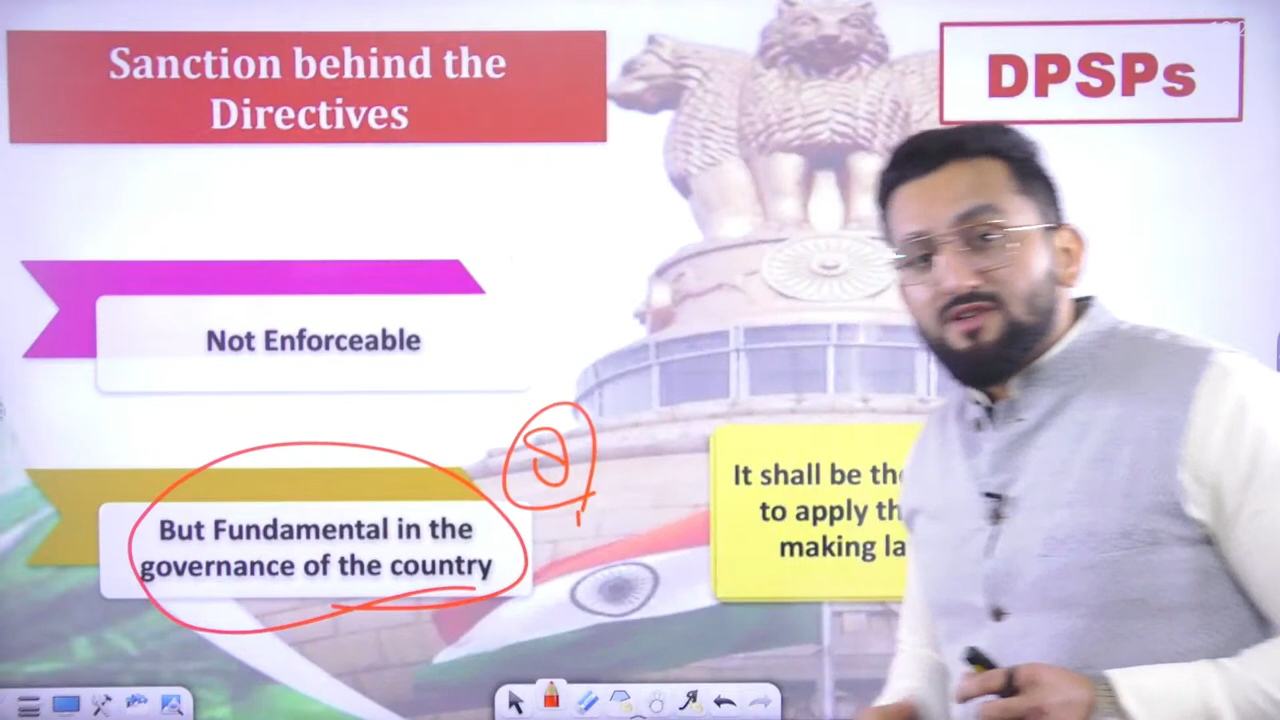 Sanction behind the
Directives
DPSPs
Not Enforceable
But Fundamental in the
governance of the country
It shall be the
to apply th
making la